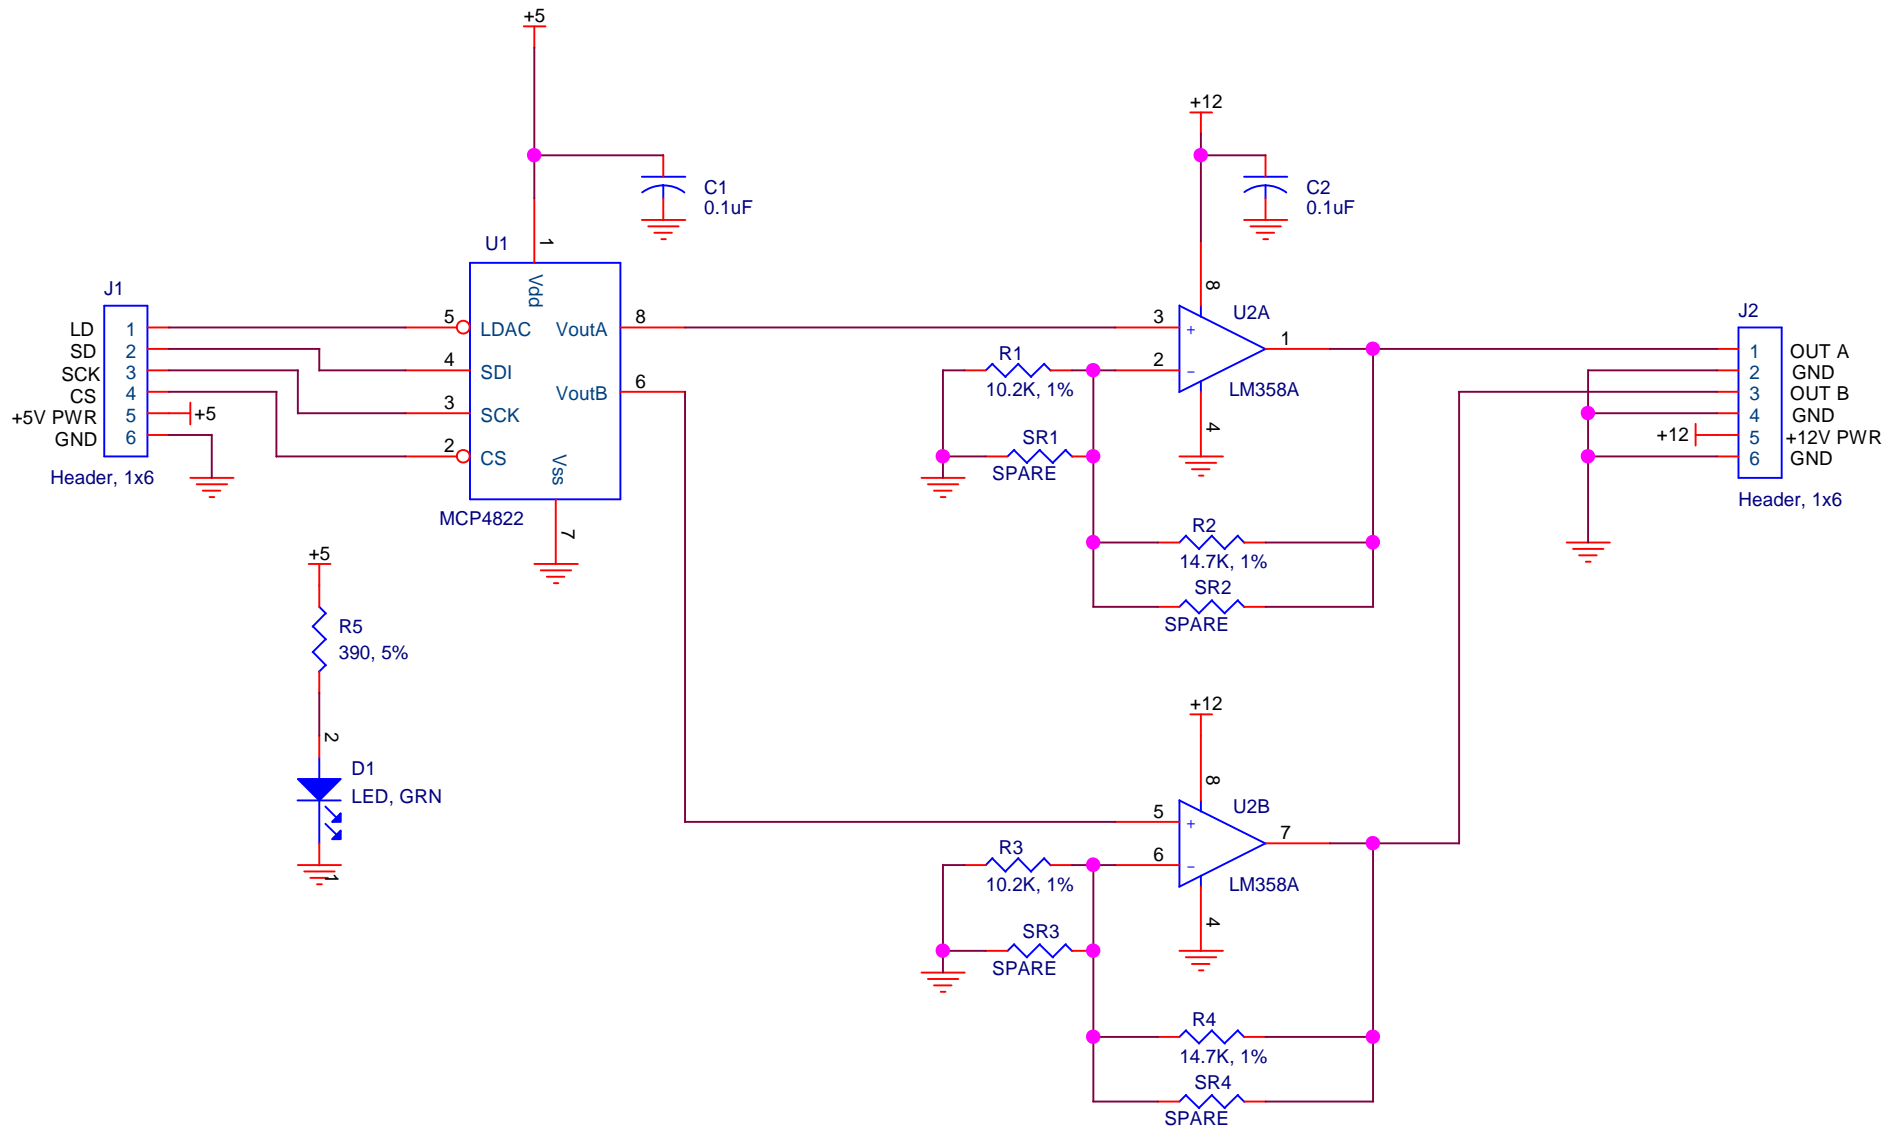 +5
C1
0.1uF
U1
1
Vdd
5
LDAC
VoutA
8
4
SDI
VoutB
6
3
SCK
2
CS
Vss
MCP4822
7
J1
LD 1
SD 2
SCK 3
CS 4
+5V PWR 5
+5
GND 6
Header, 1x6
+5
R5
390, 5%
2
D1
LED, GRN
1
+12
C2
0.1uF
8
3
+
U2A
1
2
-
LM358A
4
R1
10.2K, 1%
SR1
SPARE
R2
14.7K, 1%
SR2
SPARE
J2
1 OUT A
2 GND
3 OUT B
4 GND
+12
5 +12V PWR
6 GND
Header, 1x6
+12
8
5
+
U2B
7
6
-
LM358A
4
R3
10.2K, 1%
SR3
SPARE
R4
14.7K, 1%
SR4
SPARE